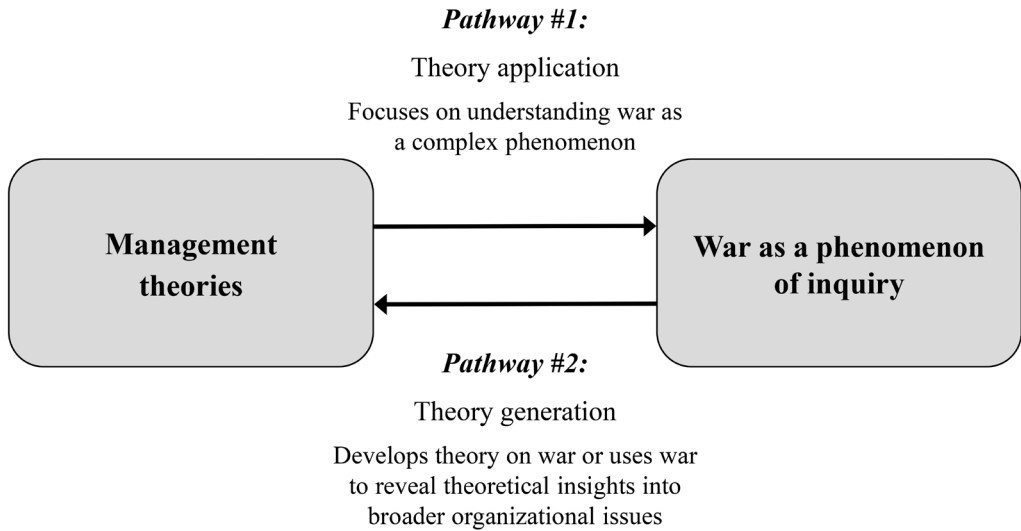 Pathway #1:
Theory application
Focuses on understanding war as
a complex phenomenon
Management
theories
War as a phenomenon
of inquiry
Pathway #2:
Theory generation
Develops theory on war or uses war
to reveal theoretical insights into
broader organizational issues